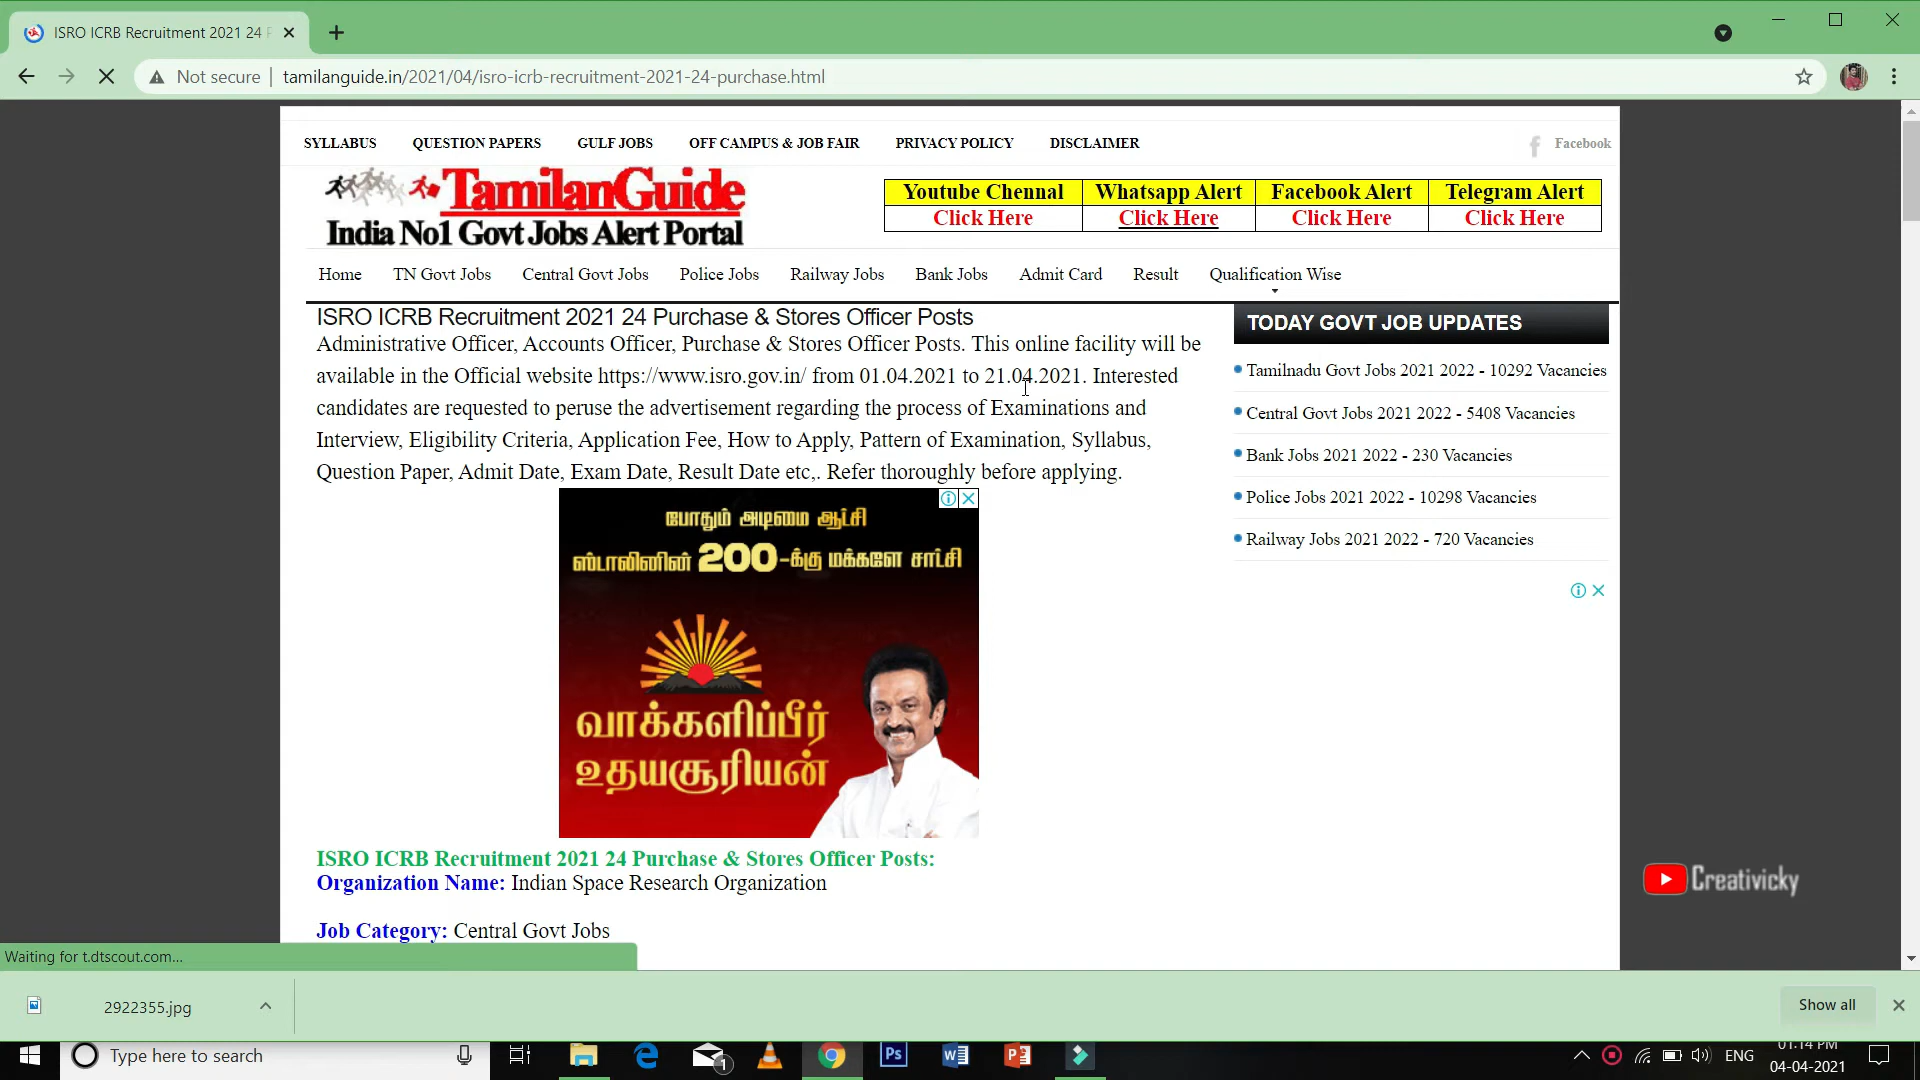 ISRO ICRB Recruitment 2021 24 P
Not secure | tamilanguide.in/2021/04/isro-icrb-recruitment-2021-24-purchase.html
SYLLABUS QUESTION PAPERS GULF JOBS OFF CAMPUS & JOB FAIR PRIVACY POLICY DISCLAIMER Facebook
TamilanGuide
India No1 Govt Jobs Alert Portal
Youtube Chennal Whatsapp Alert Facebook Alert Telegram Alert
Click Here Click Here Click Here Click Here
Home TN Govt Jobs Central Govt Jobs Police Jobs Railway Jobs Bank Jobs Admit Card Result Qualification Wise
ISRO ICRB Recruitment 2021 24 Purchase & Stores Officer Posts
Administrative Officer, Accounts Officer, Purchase & Stores Officer Posts. This online facility will be
available in the Official website https://www.isro.gov.in/ from 01.04.2021 to 21.04.2021. Interested
candidates are requested to peruse the advertisement regarding the process of Examinations and
Interview, Eligibility Criteria, Application Fee, How to Apply, Pattern of Examination, Syllabus,
Question Paper, Admit Date, Exam Date, Result Date etc,. Refer thoroughly before applying.
TODAY GOVT JOB UPDATES
Tamilnadu Govt Jobs 2021 2022 - 10292 Vacancies
Central Govt Jobs 2021 2022 - 5408 Vacancies
Bank Jobs 2021 2022 - 230 Vacancies
Police Jobs 2021 2022 - 10298 Vacancies
Railway Jobs 2021 2022 - 720 Vacancies
போதும் அடிமை ஆட்சி
ஸ்டாலினின் 200-க்கு மக்களே சாட்சி
வாக்களிப்பீர்
உதயசூரியன்
ISRO ICRB Recruitment 2021 24 Purchase & Stores Officer Posts:
Organization Name: Indian Space Research Organization
Job Category: Central Govt Jobs
Creativicky
Waiting for t.dtscout.com...
2922355.jpg
Show all
Type here to search
1
Ps
ENG
01:14 PM
04-04-2021